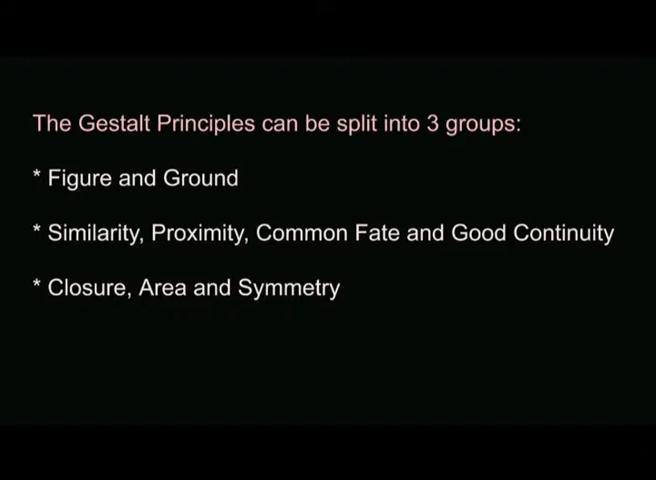 The Gestalt Principles can be split into 3 groups:
* Figure and Ground
* Similarity, Proximity, Common Fate and Good Continuity
* Closure, Area and Symmetry